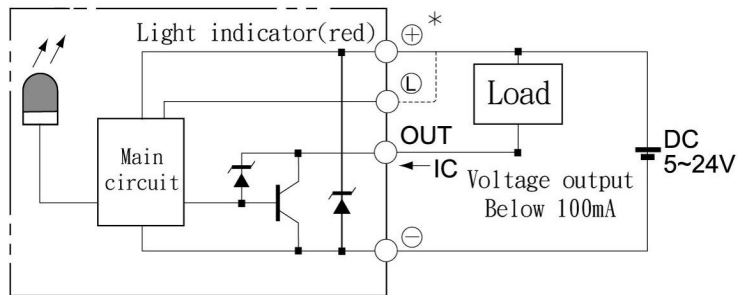 Light indicator(red)
⊕ *
Ⓛ
Load
Main
circuit
OUT
IC
DC
5~24V
Voltage output
Below 100mA
⊖